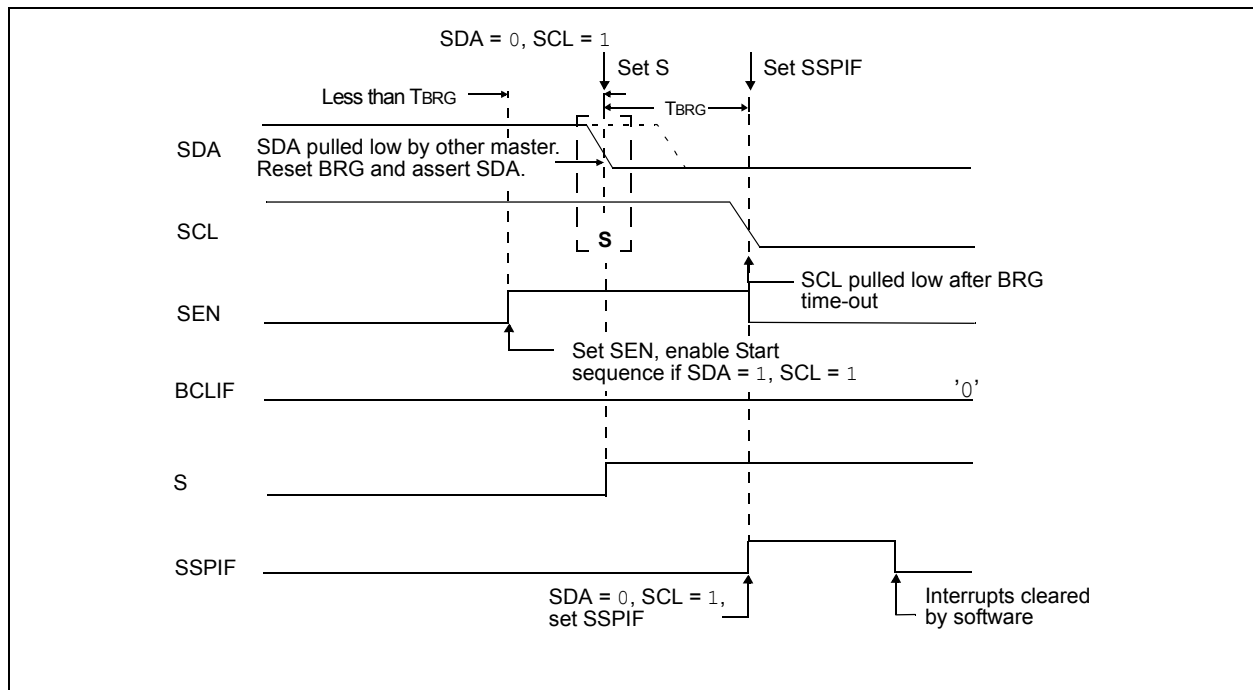 SDA = 0, SCL = 1
Set S
Set SSPIF
Less than TBRG
TBRG
SDA
SDA pulled low by other master.
Reset BRG and assert SDA.
SCL
S
SCL pulled low after BRG
time-out
SEN
Set SEN, enable Start
sequence if SDA = 1, SCL = 1
BCLIF
'0'
S
SSPIF
SDA = 0, SCL = 1,
set SSPIF
Interrupts cleared
by software